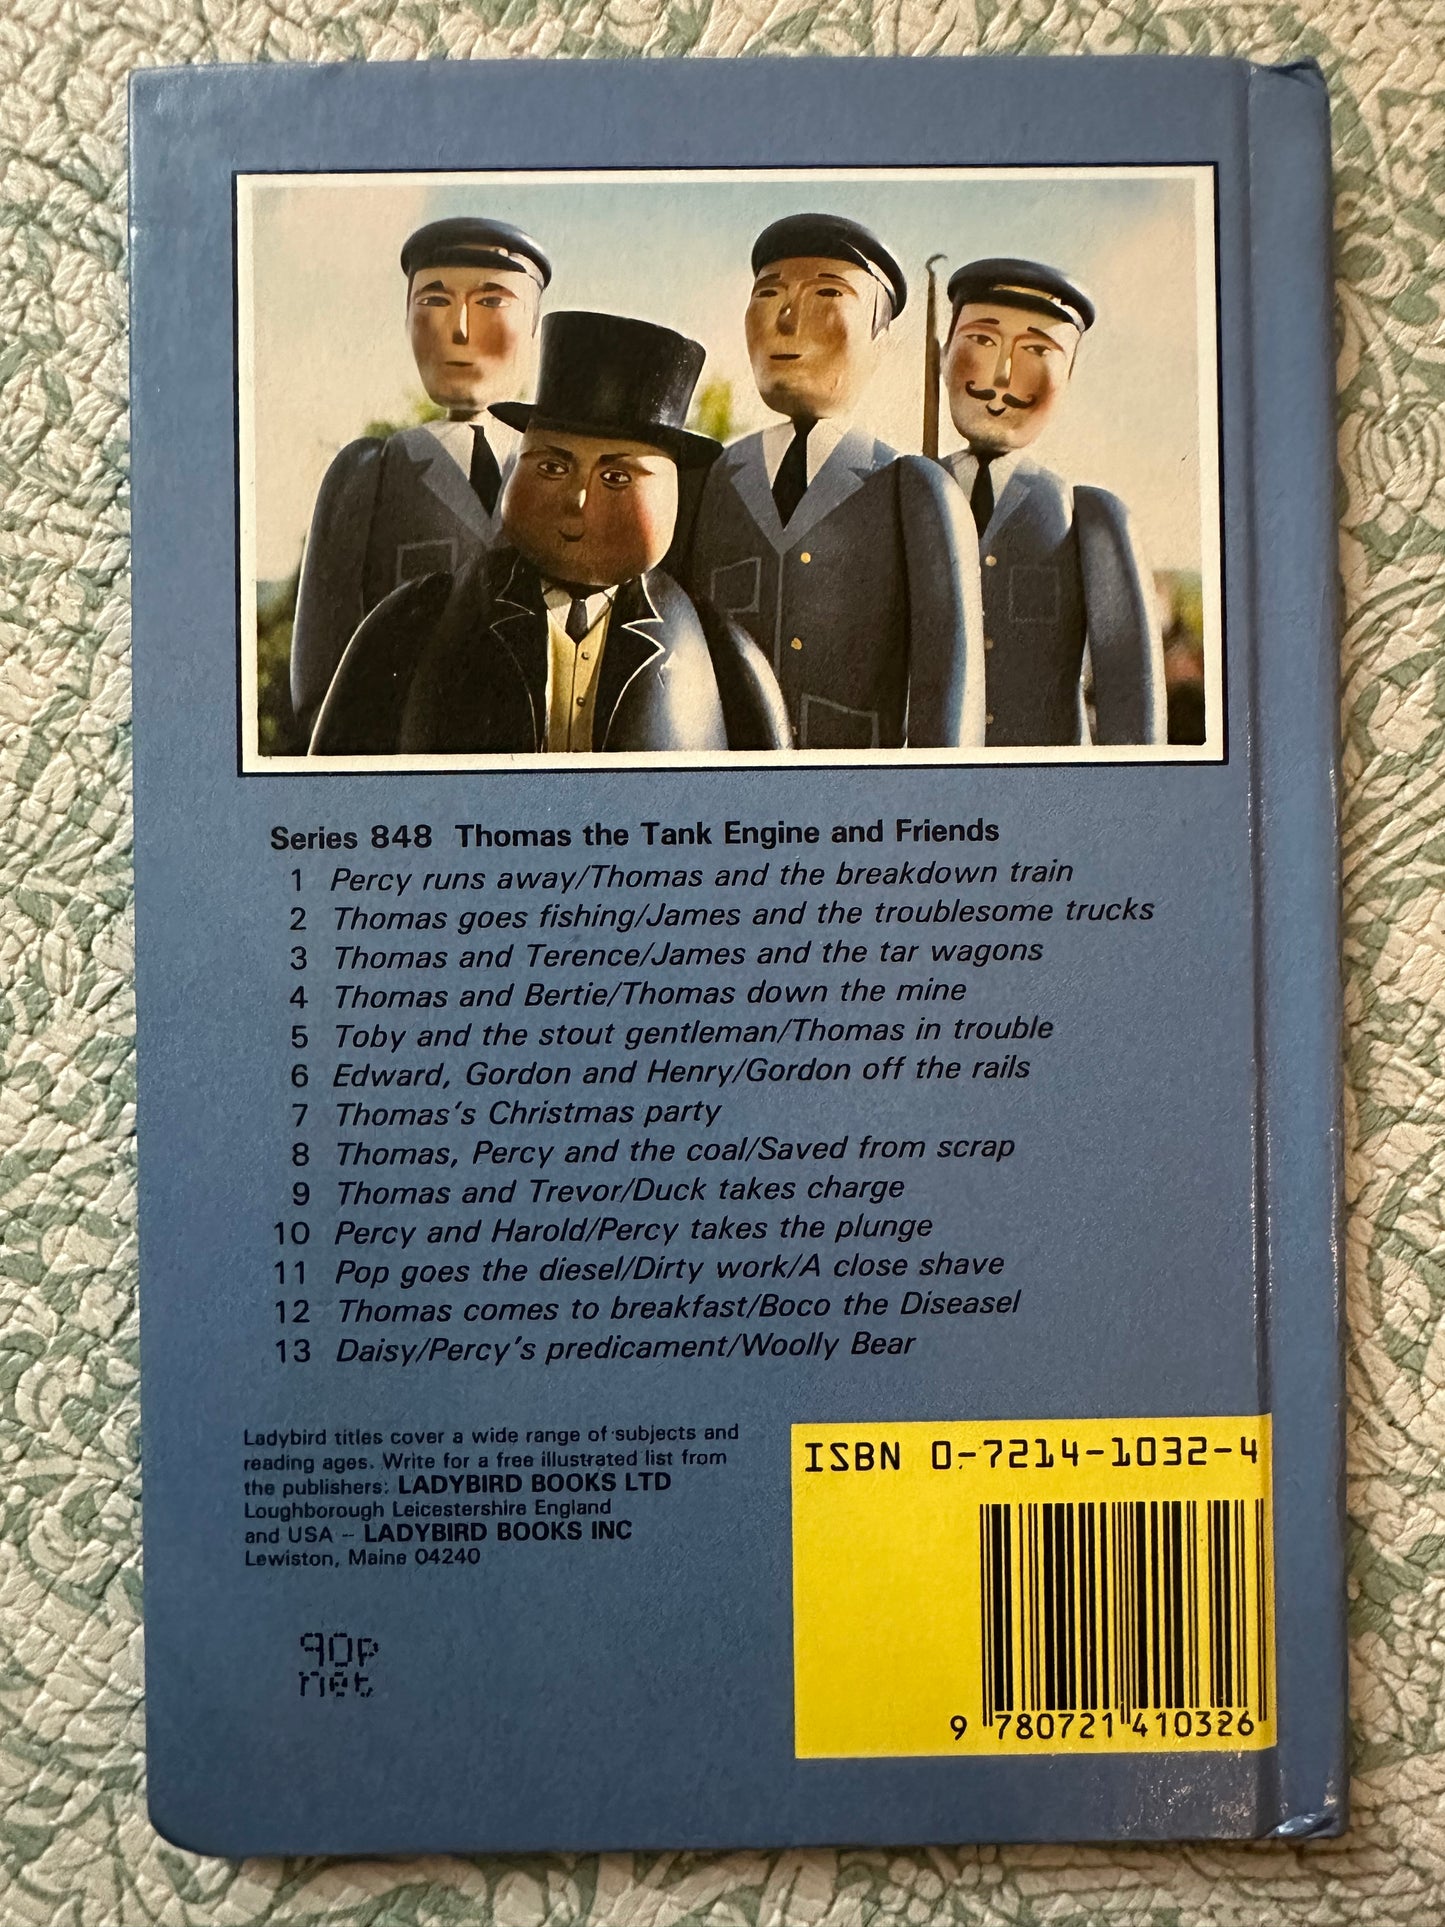 Series 848 Thomas the Tank Engine and Friends
1 Percy runs away/Thomas and the breakdown train
2 Thomas goes fishing/James and the troublesome trucks
3 Thomas and Terence/James and the tar wagons
4 Thomas and Bertie/Thomas down the mine
5 Toby and the stout gentleman/Thomas in trouble
6 Edward, Gordon and Henry/Gordon off the rails
7 Thomas's Christmas party
8 Thomas, Percy and the coal/Saved from scrap
9 Thomas and Trevor/Duck takes charge
10 Percy and Harold/Percy takes the plunge
11 Pop goes the diesel/Dirty work/A close shave
12 Thomas comes to breakfast/Boco the Diseasel
13 Daisy/Percy's predicament/Woolly Bear
Ladybird titles cover a wide range of subjects and
reading ages. Write for a free illustrated list from
the publishers: LADYBIRD BOOKS LTD
Loughborough Leicestershire England
and USA – LADYBIRD BOOKS INC
Lewiston, Maine 04240
90p
net
ISBN 0-7214-1032-4
9 780721 410326